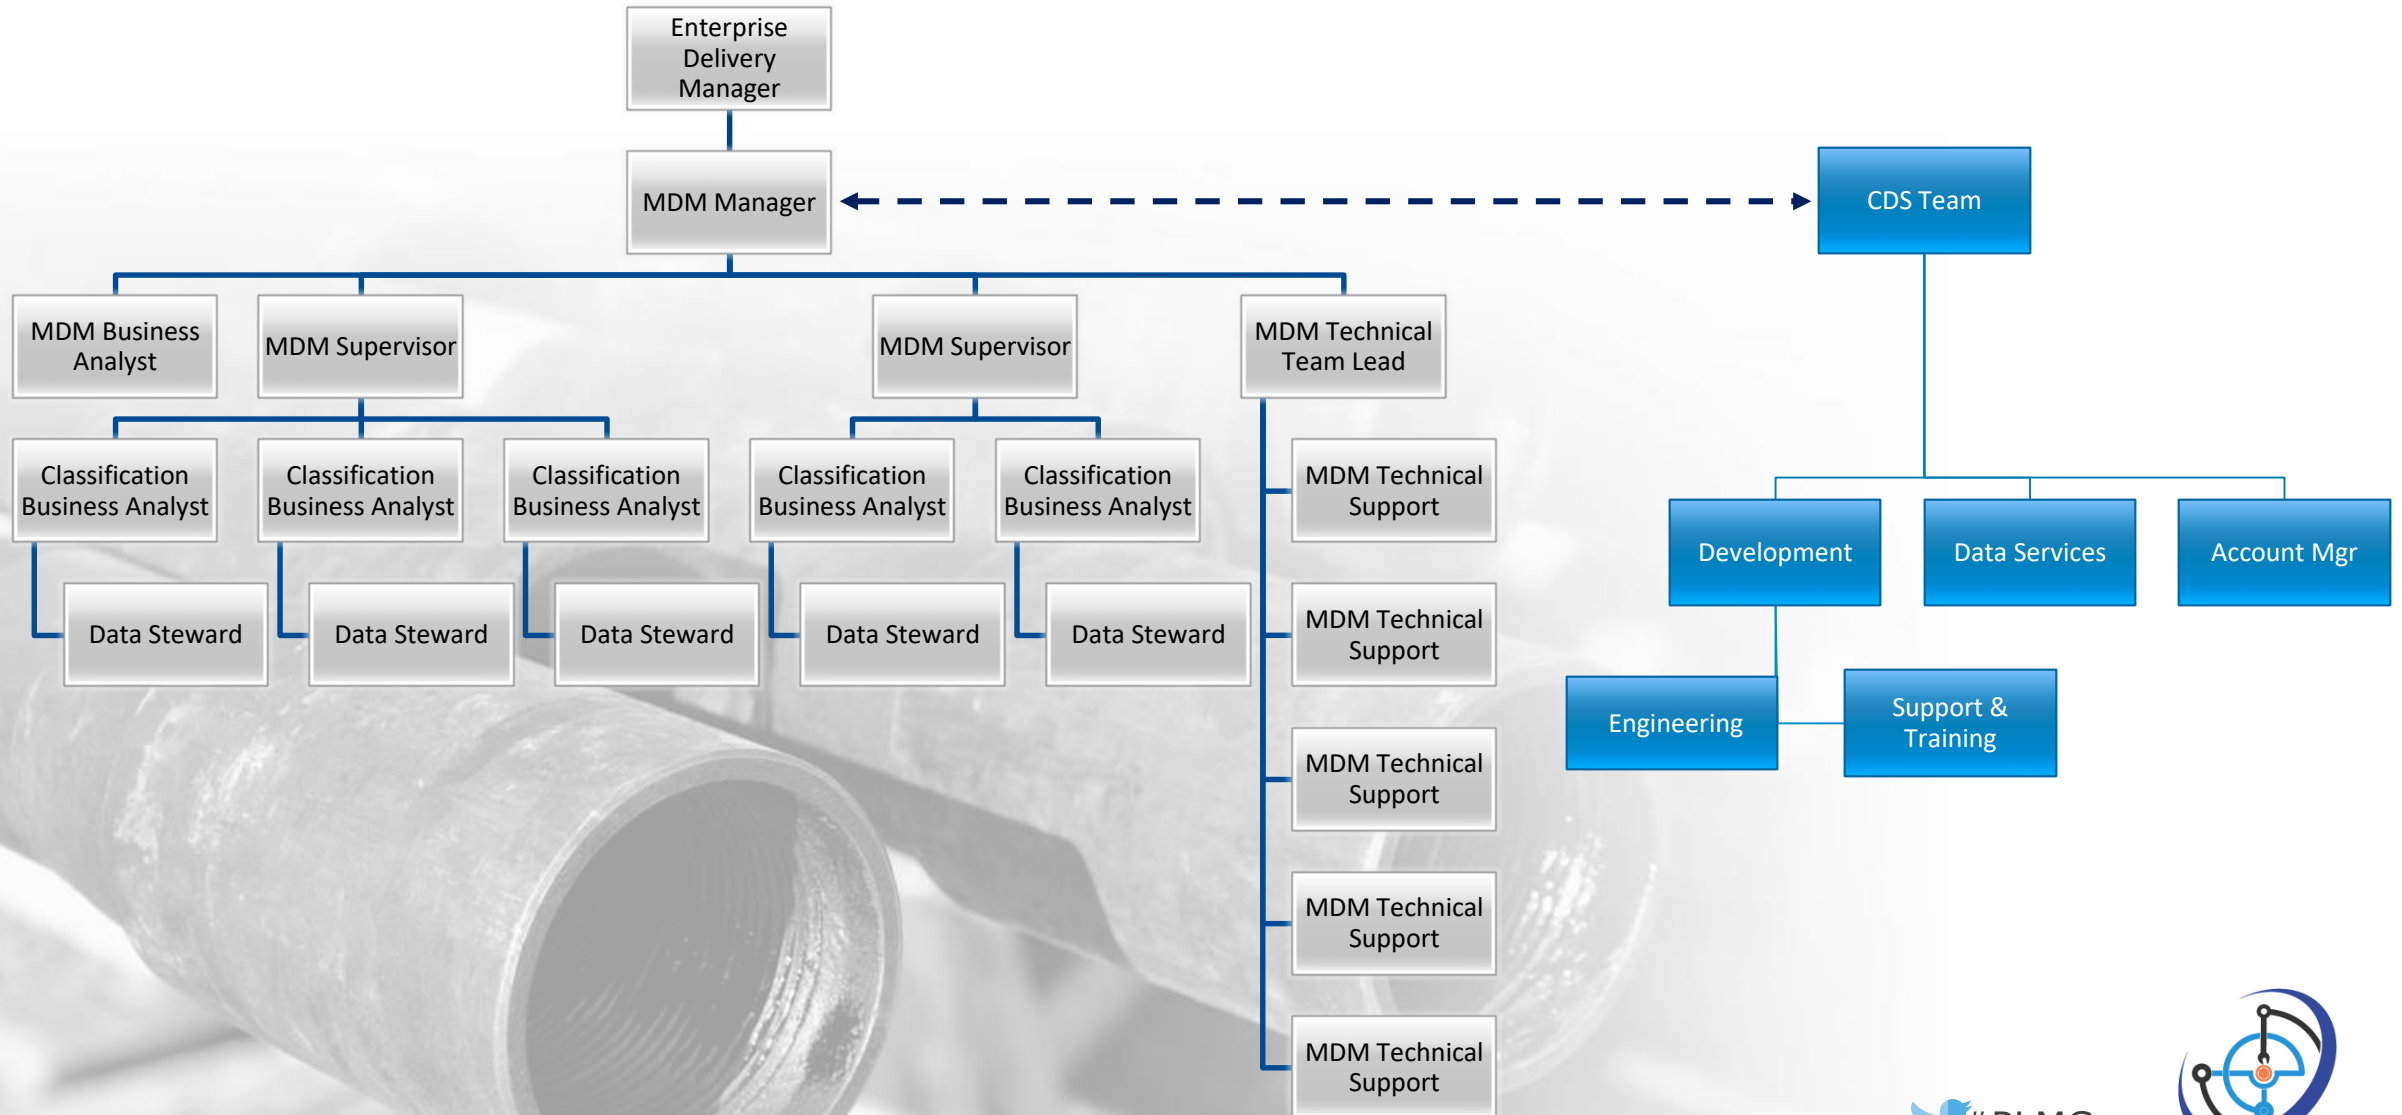 Enterprise
Delivery
Manager
MDM Manager
CDS Team
MDM Business
Analyst
MDM Supervisor
MDM Supervisor
MDM Technical
Team Lead
Classification
Business Analyst
Classification
Business Analyst
Classification
Business Analyst
Classification
Business Analyst
Classification
Business Analyst
MDM Technical
Support
Development
Data Services
Account Mgr
Data Steward
Data Steward
Data Steward
Data Steward
Data Steward
MDM Technical
Support
Engineering
Support &
Training
MDM Technical
Support
MDM Technical
Support
MDM Technical
Support